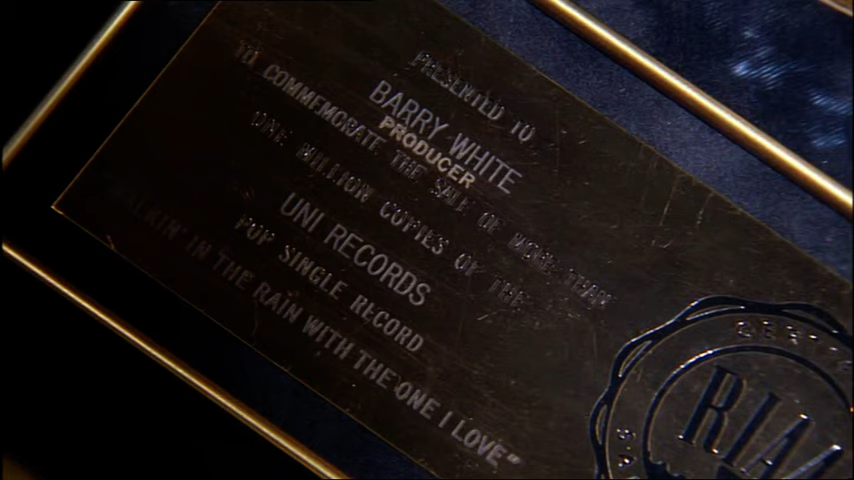 PRESENTED TO
BARRY WHITE
PRODUCER
TO COMMEMORATE THE SALE OF MORE THAN
ONE MILLION COPIES OF THE
UNI RECORDS
POP SINGLE RECORD
IN THE RAIN WITH THE ONE I LOVE"
RIAA